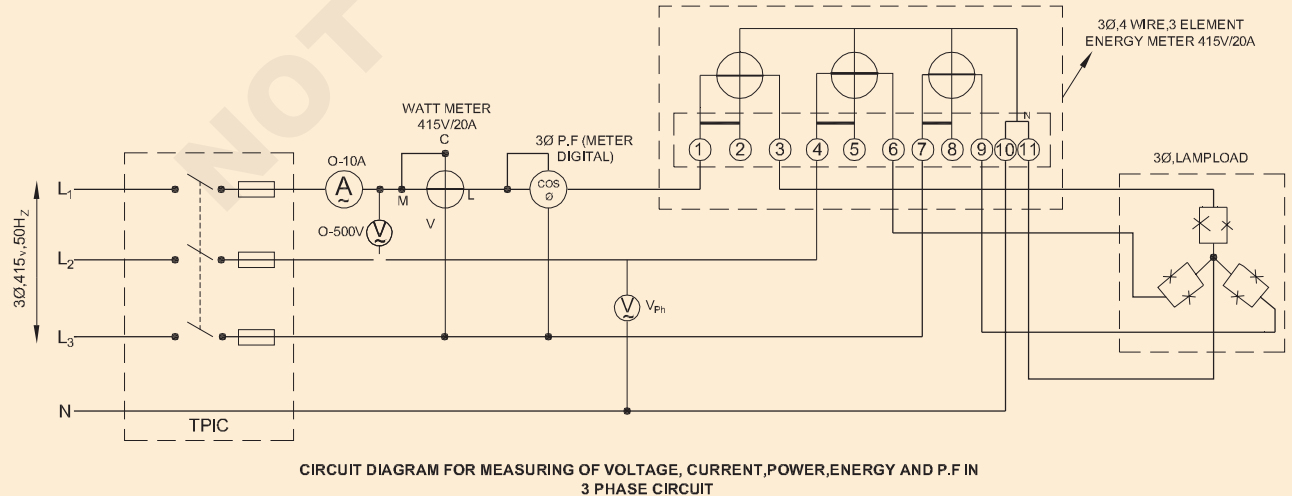 NOT
3Ø,4 WIRE,3 ELEMENT
ENERGY METER 415V/20A
WATT METER
415V/20A
C
3Ø P.F (METER
DIGITAL)
N
1 2 3 4 5 6 7 8 9 10 11
3Ø,LAMPLOAD
O-10A
L1
A
M
L
COS
Ø
V
O-500V
V
L2
3Ø,415v,50Hz
V
VPh
L3
N
TPIC
CIRCUIT DIAGRAM FOR MEASURING OF VOLTAGE, CURRENT,POWER,ENERGY AND P.F IN
3 PHASE CIRCUIT